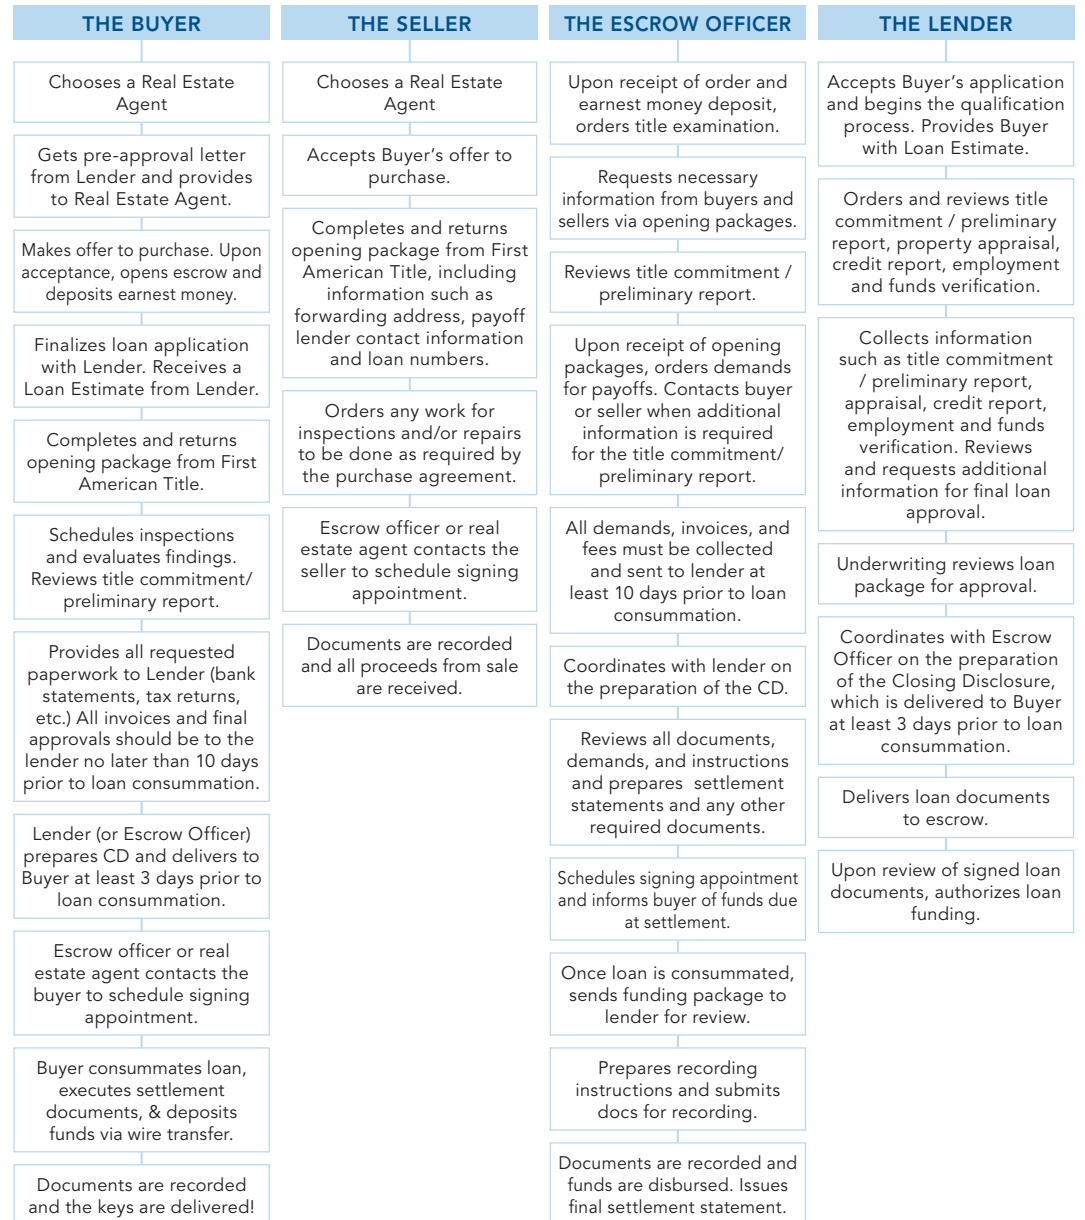 THE BUYER
Chooses a Real Estate
Agent
Gets pre-approval letter
from Lender and provides
to Real Estate Agent.
Makes offer to purchase. Upon
acceptance, opens escrow and
deposits earnest money.
Finalizes loan application
with Lender. Receives a
Loan Estimate from Lender.
Completes and returns
opening package from First
American Title.
Schedules inspections
and evaluates findings.
Reviews title commitment/
preliminary report.
Provides all requested
paperwork to Lender (bank
statements, tax returns,
etc.) All invoices and final
approvals should be to the
lender no later than 10 days
prior to loan consummation.
Lender (or Escrow Officer)
prepares CD and delivers to
Buyer at least 3 days prior to
loan consummation.
Escrow officer or real
estate agent contacts the
buyer to schedule signing
appointment.
Buyer consummates loan,
executes settlement
documents, & deposits
funds via wire transfer.
Documents are recorded
and the keys are delivered!
THE SELLER
Chooses a Real Estate
Agent
Accepts Buyer's offer to
purchase.
Completes and returns
opening package from First
American Title, including
information such as
forwarding address, payoff
lender contact information
and loan numbers.
Orders any work for
inspections and/or repairs
to be done as required by
the purchase agreement.
Escrow officer or real
estate agent contacts the
seller to schedule signing
appointment.
Documents are recorded
and all proceeds from sale
are received.
THE ESCROW OFFICER
Upon receipt of order and
earnest money deposit,
orders title examination.
Requests necessary
information from buyers and
sellers via opening packages.
Reviews title commitment /
preliminary report.
Upon receipt of opening
packages, orders demands
for payoffs. Contacts buyer
or seller when additional
information is required
for the title commitment/
preliminary report.
All demands, invoices, and
fees must be collected
and sent to lender at
least 10 days prior to loan
consummation.
Coordinates with lender on
the preparation of the CD.
Reviews all documents,
demands, and instructions
and prepares settlement
statements and any other
required documents.
Schedules signing appointment
and informs buyer of funds due
at settlement.
Once loan is consummated,
sends funding package to
lender for review.
Prepares recording
instructions and submits
docs for recording.
Documents are recorded and
funds are disbursed. Issues
final settlement statement.
THE LENDER
Accepts Buyer's application
and begins the qualification
process. Provides Buyer
with Loan Estimate.
Orders and reviews title
commitment / preliminary
report, property appraisal,
credit report, employment
and funds verification.
Collects information
such as title commitment
/ preliminary report,
appraisal, credit report,
employment and funds
verification. Reviews
and requests additional
information for final loan
approval.
Underwriting reviews loan
package for approval.
Coordinates with Escrow
Officer on the preparation
of the Closing Disclosure,
which is delivered to Buyer
at least 3 days prior to loan
consummation.
Delivers loan documents
to escrow.
Upon review of signed loan
documents, authorizes loan
funding.